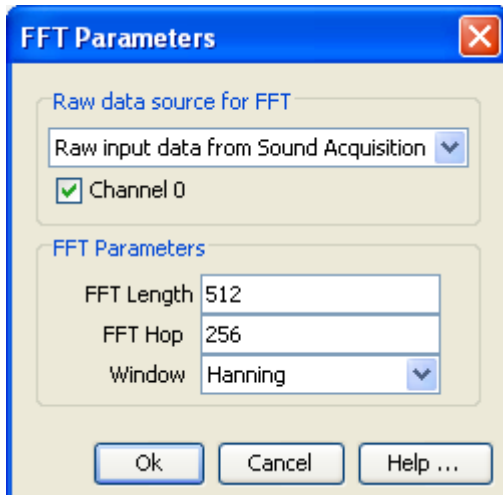 FFT Parameters
Raw data source for FFT
Raw input data from Sound Acquisition
Channel 0
FFT Parameters
FFT Length 512
FFT Hop 256
Window Hanning
Ok Cancel Help ...